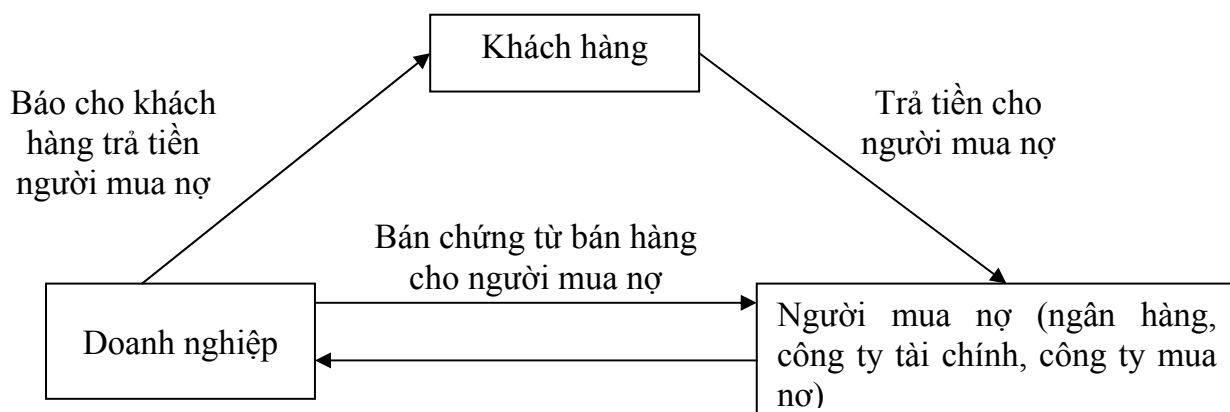 Khách hàng
Báo cho khách
hàng trả tiền
người mua nợ
Trả tiền cho
người mua nợ
Bán chứng từ bán hàng
cho người mua nợ
Doanh nghiệp
Người mua nợ (ngân hàng,
công ty tài chính, công ty mua
nợ)